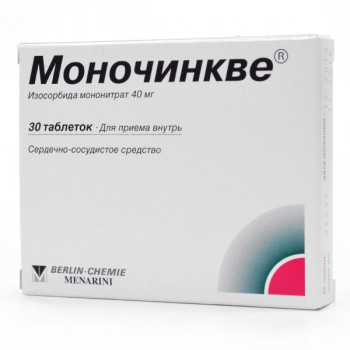 Моночинкве®
Изосорбида мононитрат 40 мг
30 таблеток · Для приема внутрь
Сердечно-сосудистое средство
BERLIN-CHEMIE
MENARINI